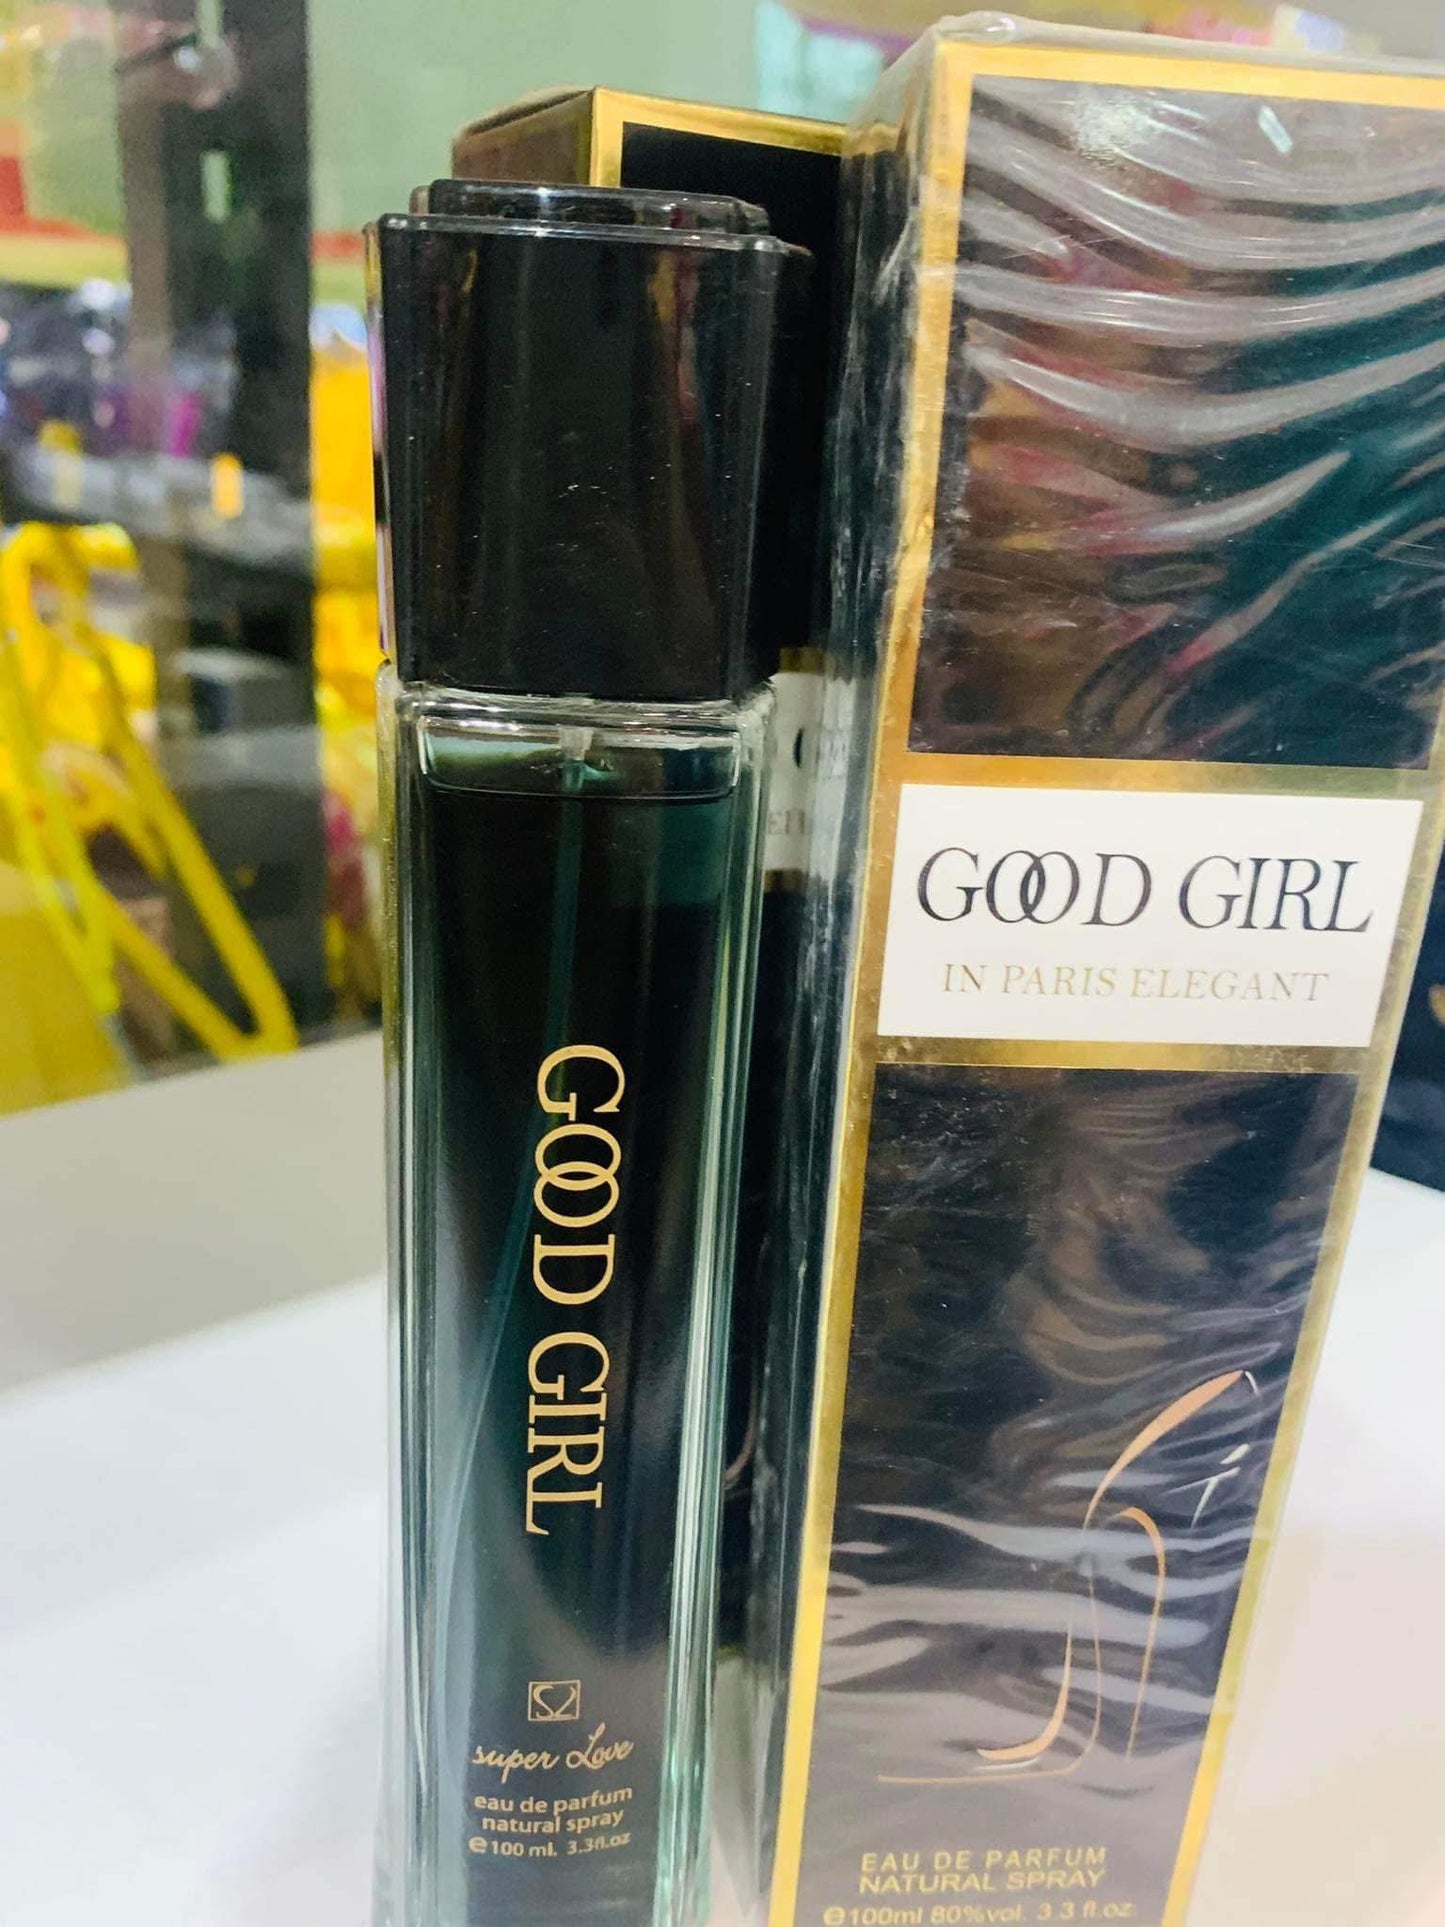 GOOD GIRL
super Love
eau de parfum
natural spray
℮100 ml. 3.3fl.oz
GOOD GIRL
IN PARIS ELEGANT
EAU DE PARFUM
NATURAL SPRAY
℮100ml 80%vol. 3.3 fl.oz.